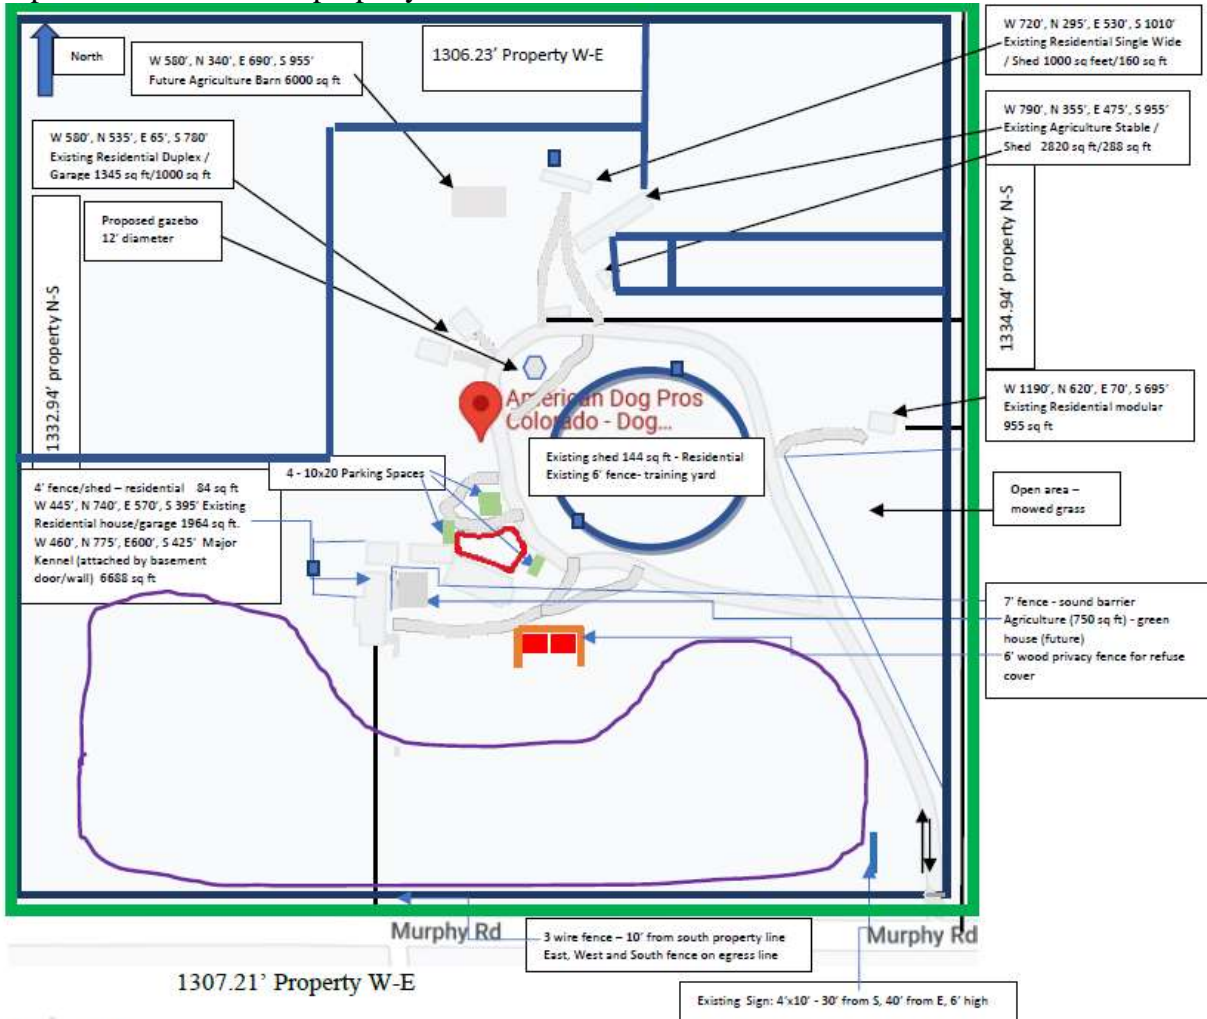 North
W 580', N 340', E 690', S 955'
Future Agriculture Barn 6000 sq ft
1306.23' Property W-E
W 720', N 295', E 530', S 1010'
Existing Residential Single Wide
/ Shed 1000 sq feet/160 sq ft
W 580', N 535', E 65', S 780'
Existing Residential Duplex /
Garage 1345 sq ft/1000 sq ft
W 790', N 355', E 475', S 955'
Existing Agriculture Stable /
Shed 2820 sq ft/288 sq ft
Proposed gazebo
12' diameter
1332.94' property N-S
1334.94' property N-S
American Dog Pros
Colorado - Dog...
W 1190', N 620', E 70', S 695'
Existing Residential modular
955 sq ft
Existing shed 144 sq ft - Residential
Existing 6' fence- training yard
4 - 10x20 Parking Spaces
4' fence/shed – residential 84 sq ft
W 445', N 740', E 570', S 395' Existing
Residential house/garage 1964 sq ft.
W 460', N 775', E600', S 425' Major
Kennel (attached by basement
door/wall) 6688 sq ft
Open area –
mowed grass
7' fence - sound barrier
Agriculture (750 sq ft) - green
house (future)
6' wood privacy fence for refuse
cover
Murphy Rd
Murphy Rd
3 wire fence – 10' from south property line
East, West and South fence on egress line
1307.21' Property W-E
Existing Sign: 4'x10' - 30' from S, 40' from E, 6' high